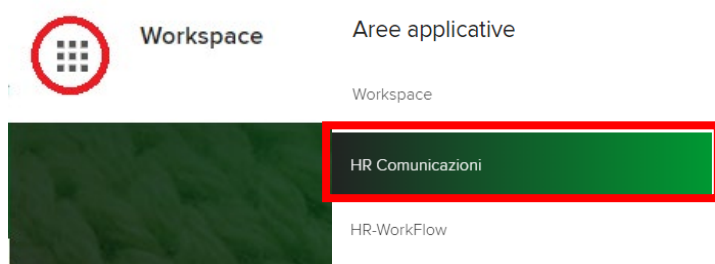 Workspace
Aree applicative
Workspace
HR Comunicazioni
HR-WorkFlow